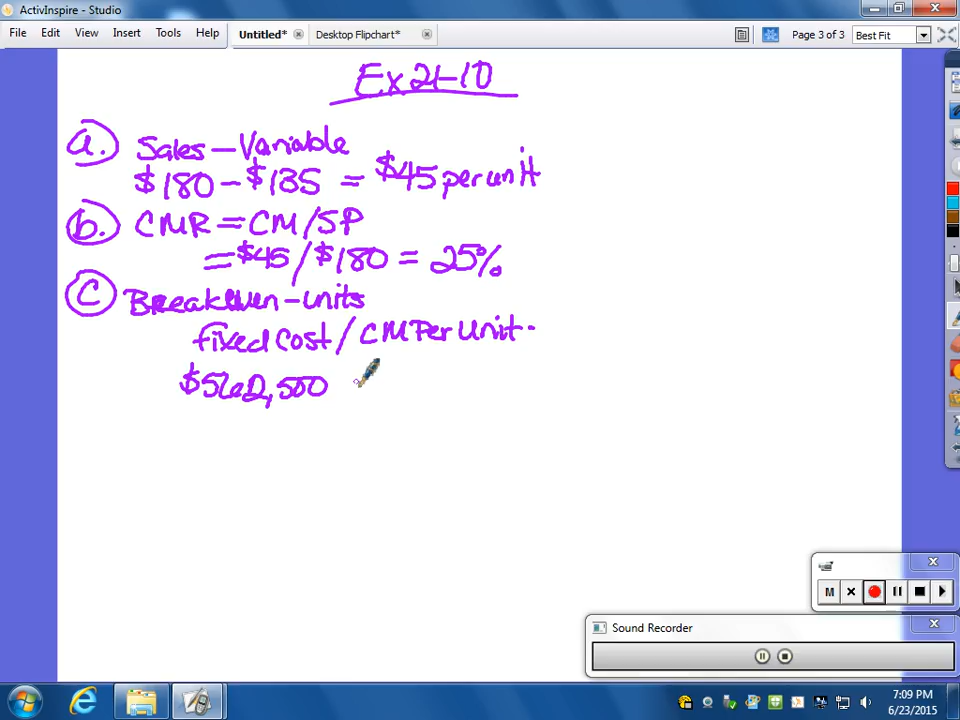 ActivInspire - Studio
File Edit View Insert Tools Help Untitled* Desktop Flipchart* Page 3 of 3 Best Fit
Ex 21-10
a. Sales - Variable
$180 - $135 = $45 per unit
b. CMR = CM/SP
= $45/$180 = 25%
C Breakeven - units
fixed Cost / CM Per Unit.
$562,500
M
Sound Recorder
7:09 PM
6/23/2015